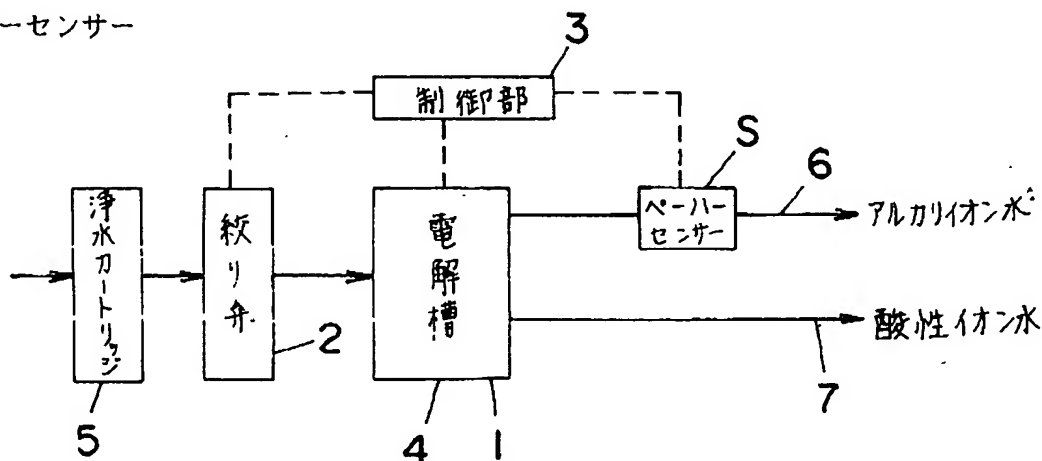 ーセンサー
3
制御部
S
6
ペーハー
センサー
アルカリイオン水
浄水カートリッジ
絞り弁
電解槽
2
酸性イオン水
7
5
4
1